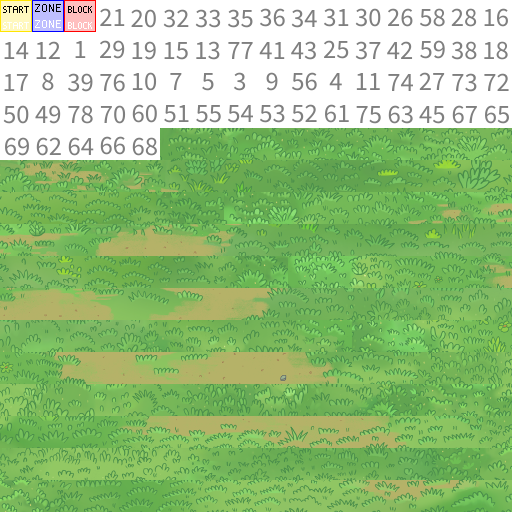 START ZONE BLOCK 21 20 32 33 35 36 34 31 30 26 58 28 16
START ZONE BLOCK
14 12 1 29 19 15 13 77 41 43 25 37 42 59 38 18
17 8 39 76 10 7 5 3 9 56 4 11 74 27 73 72
50 49 78 70 60 51 55 54 53 52 61 75 63 45 67 65
69 62 64 66 68